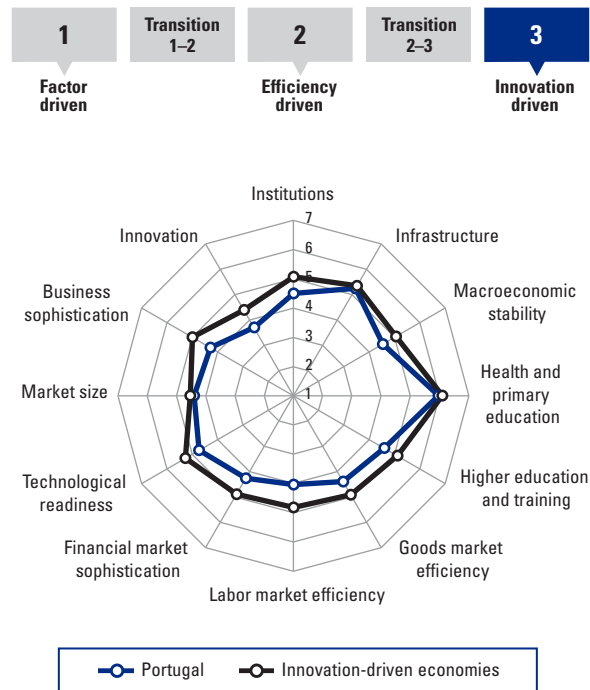 1
Transition
1–2
2
Transition
2–3
3
Factor
driven
Efficiency
driven
Innovation
driven
Institutions
7
Innovation
Infrastructure
6
5
Business
sophistication
Macroeconomic
stability
4
3
Market size
2
1
Health and
primary
education
Technological
readiness
Higher education
and training
Financial market
sophistication
Goods market
efficiency
Labor market efficiency
Portugal
Innovation-driven economies